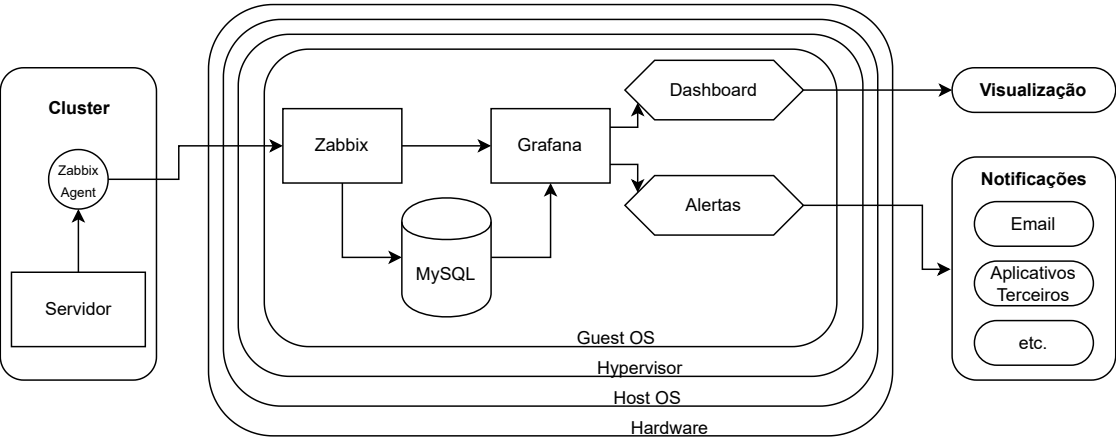 Cluster
Zabbix
Agent
Servidor
Zabbix
Grafana
MySQL
Dashboard
Alertas
Guest OS
Hypervisor
Host OS
Hardware
Visualização
Notificações
Email
Aplicativos
Terceiros
etc.